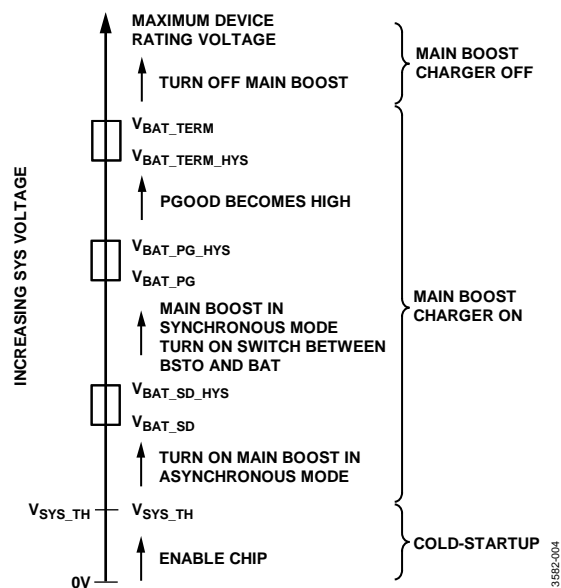 MAXIMUM DEVICE
RATING VOLTAGE
TURN OFF MAIN BOOST
MAIN BOOST
CHARGER OFF
VBAT_TERM
VBAT_TERM_HYS
PGOOD BECOMES HIGH
VBAT_PG_HYS
VBAT_PG
MAIN BOOST IN
SYNCHRONOUS MODE
TURN ON SWITCH BETWEEN
BSTO AND BAT
MAIN BOOST
CHARGER ON
VBAT_SD_HYS
VBAT_SD
TURN ON MAIN BOOST IN
ASYNCHRONOUS MODE
VSYS_TH
VSYS_TH
ENABLE CHIP
COLD-STARTUP
0V
INCREASING SYS VOLTAGE
3582-004